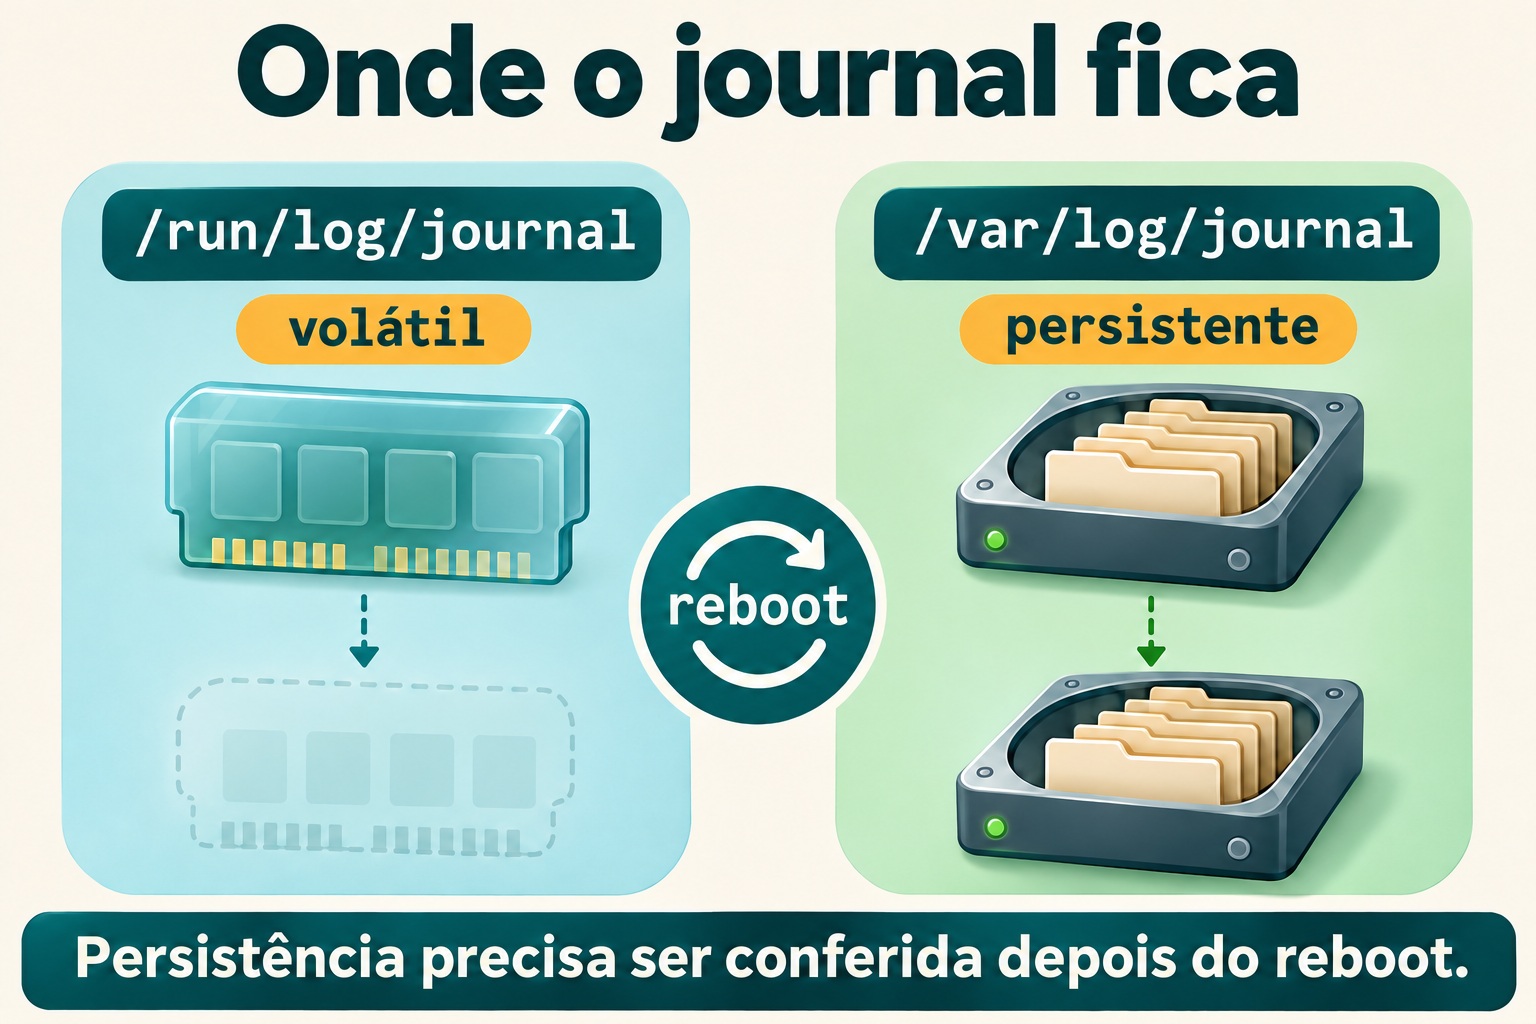 Onde o journal fica
/run/log/journal
volátil
/var/log/journal
persistente
reboot
Persistência precisa ser conferida depois do reboot.